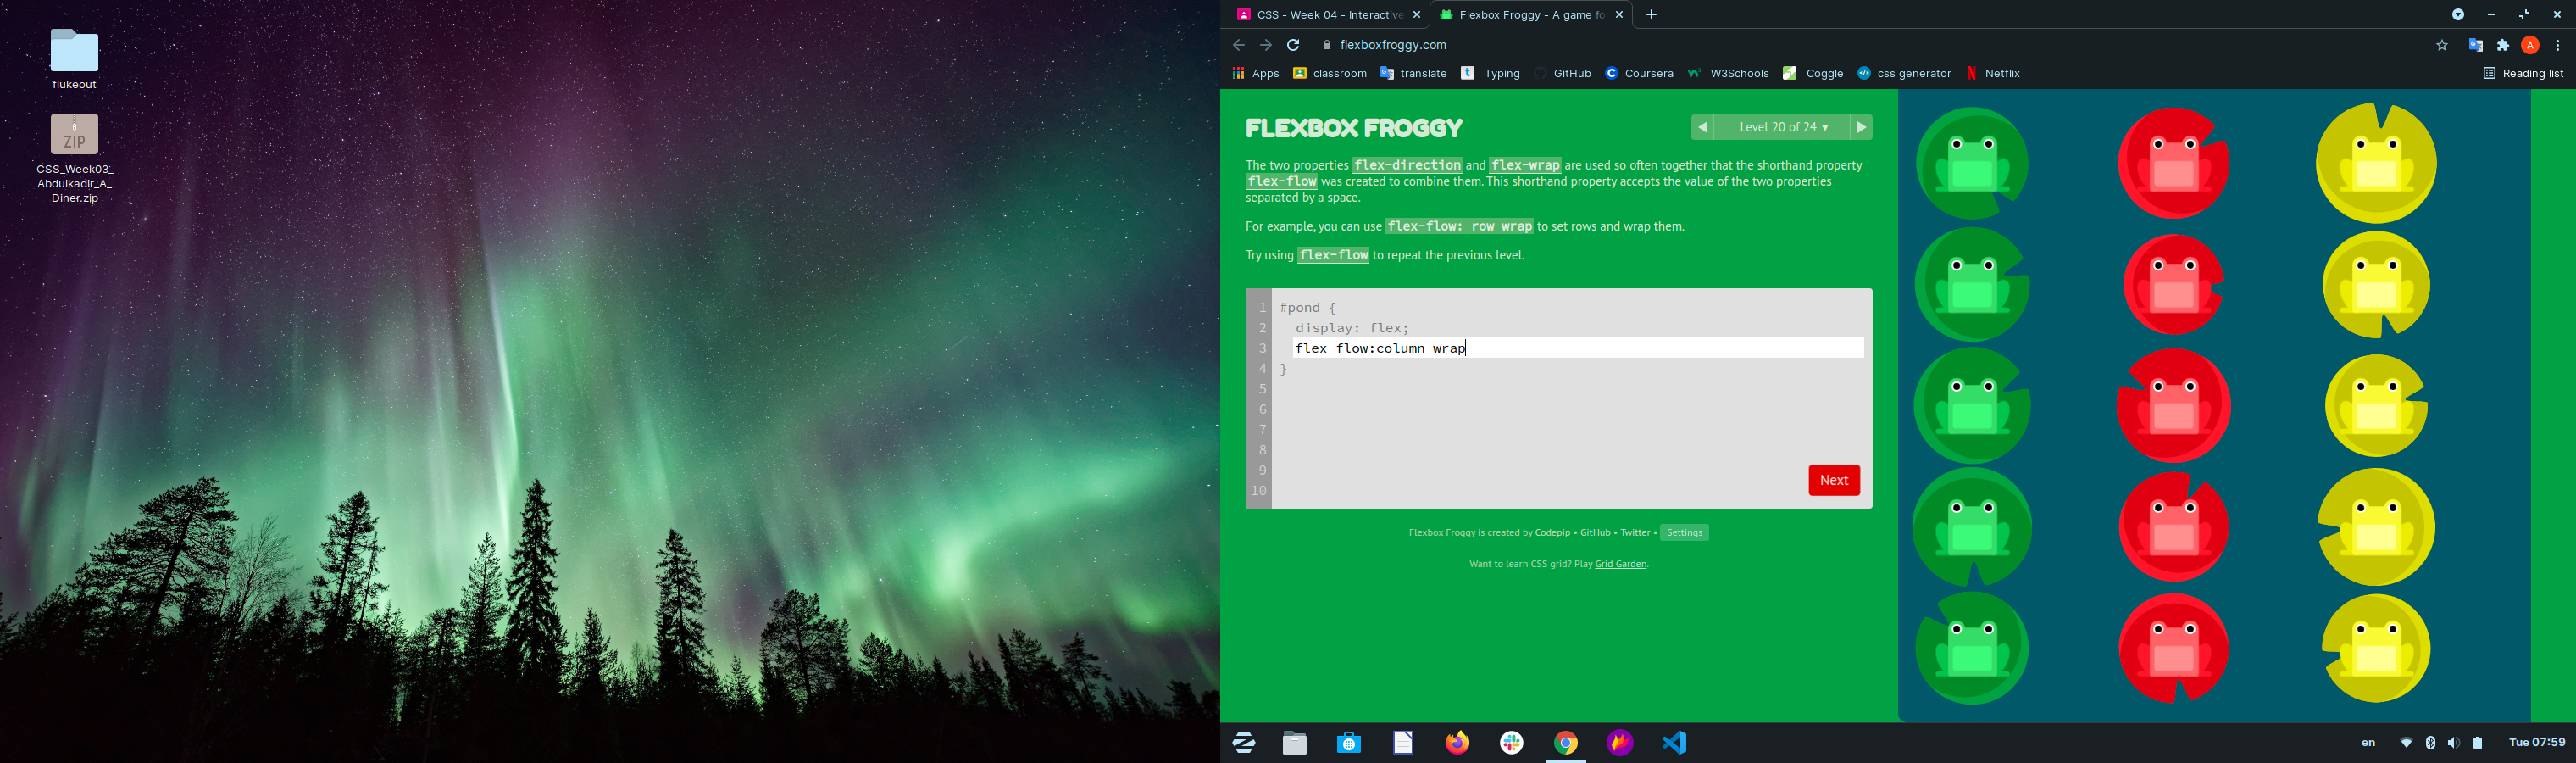 flukeout
ZIP
CSS_Week03_
Abdulkadir_A_
Diner.zip
CSS - Week 04 - Interactive
Flexbox Froggy - A game fo
flexboxfroggy.com
A
Apps classroom translate Typing GitHub Coursera W3Schools Coggle css generator Netflix Reading list
FLEXBOX FROGGY
Level 20 of 24 ▼
The two properties flex-direction and flex-wrap are used so often together that the shorthand property
flex-flow was created to combine them. This shorthand property accepts the value of the two properties
separated by a space.
For example, you can use flex-flow: row wrap to set rows and wrap them.
Try using flex-flow to repeat the previous level.
1 #pond {
2 display: flex;
3 flex-flow:column wrap
4 }
5
6
7
8
9
10
Next
Flexbox Froggy is created by Codepip • GitHub • Twitter • Settings
Want to learn CSS grid? Play Grid Garden.
en Tue 07:59